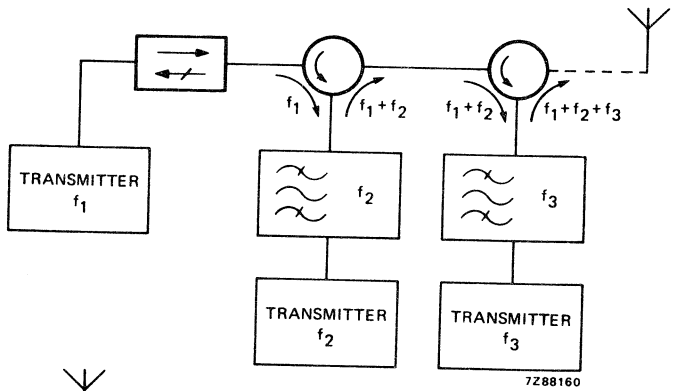 f1
f1+f2
f1+f2
f1+f2+f3
TRANSMITTER
f1
f2
f3
TRANSMITTER
f2
TRANSMITTER
f3
7Z88160